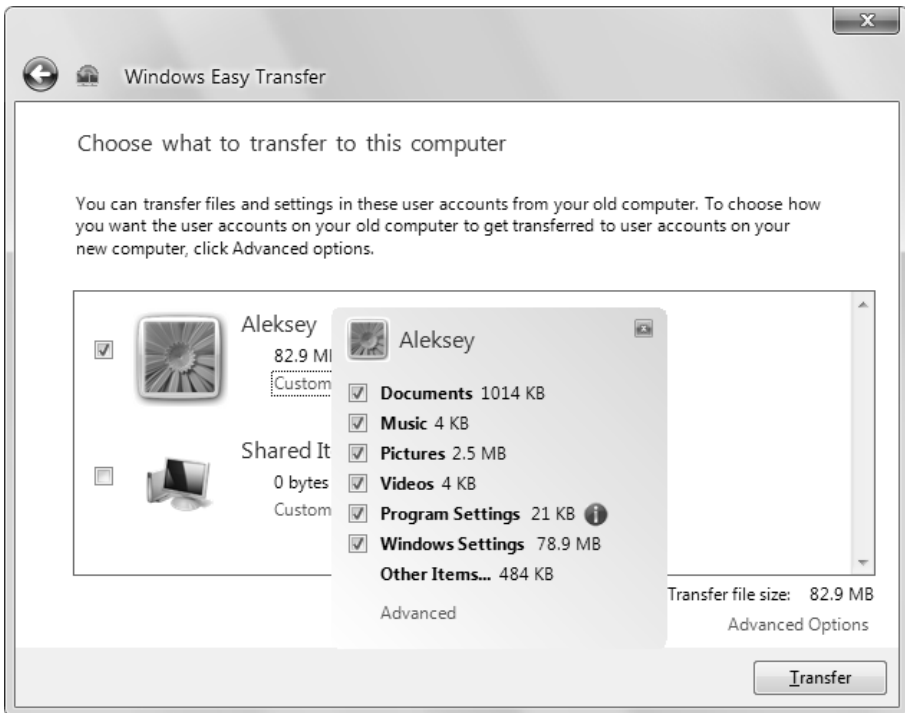 Windows Easy Transfer
Choose what to transfer to this computer
You can transfer files and settings in these user accounts from your old computer. To choose how
you want the user accounts on your old computer to get transferred to user accounts on your
new computer, click Advanced options.
Aleksey
82.9 MB
Custom
Shared It
0 bytes
Custom
Aleksey
Documents 1014 KB
Music 4 KB
Pictures 2.5 MB
Videos 4 KB
Program Settings 21 KB
Windows Settings 78.9 MB
Other Items... 484 KB
Advanced
Transfer file size: 82.9 MB
Advanced Options
Transfer